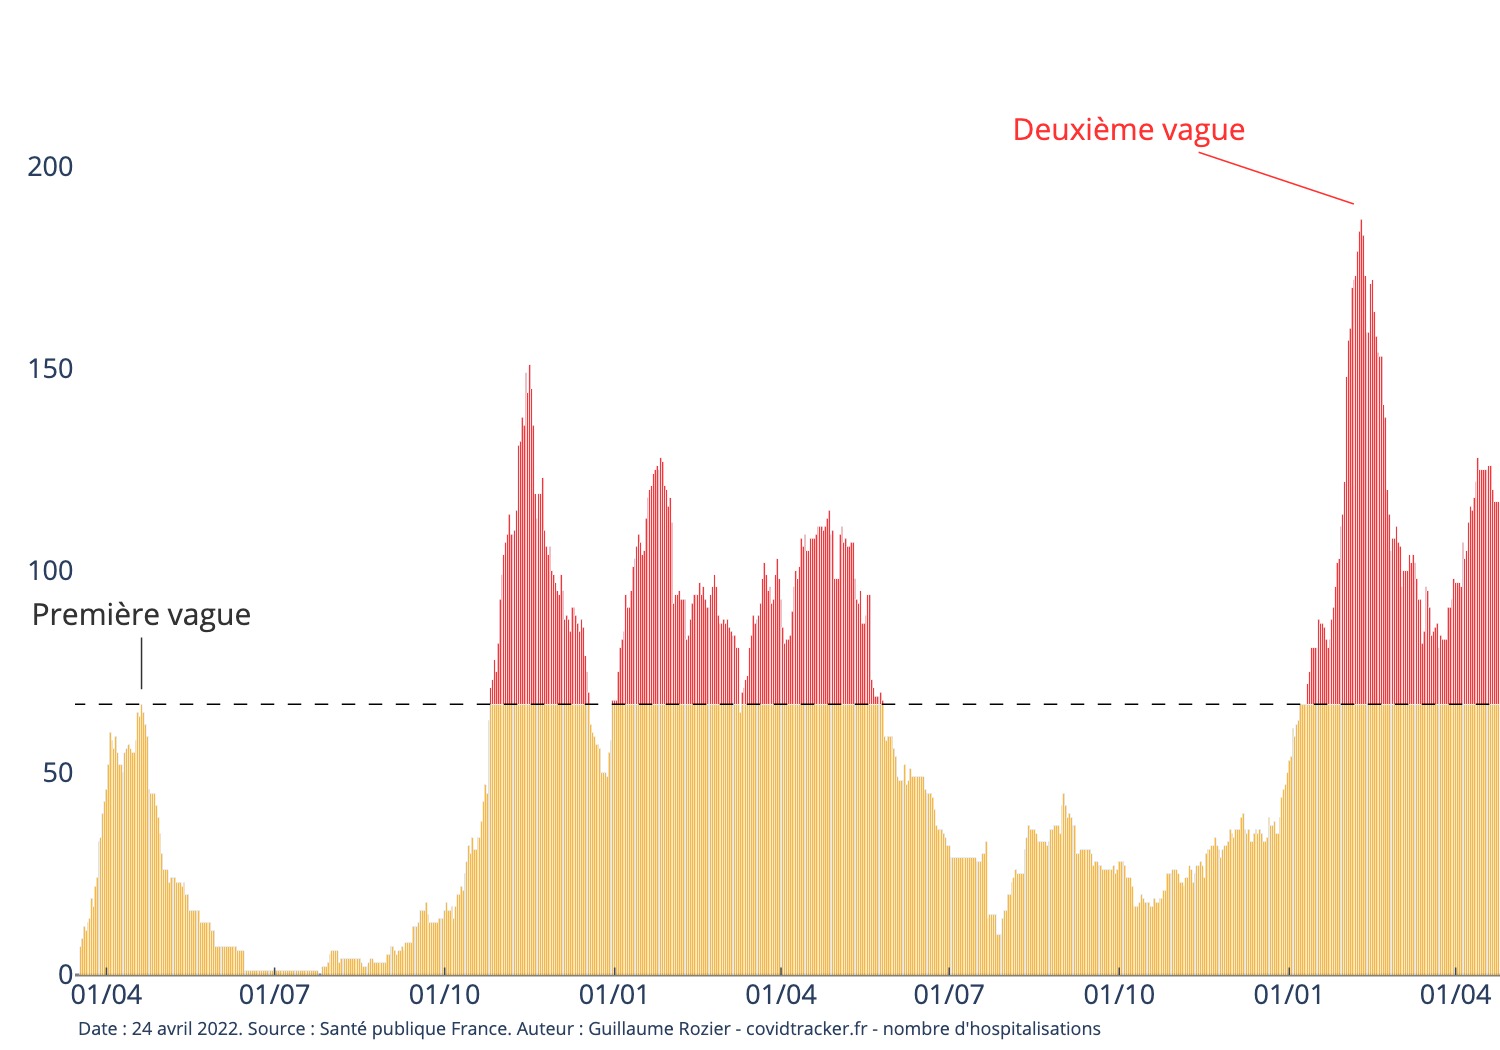 Deuxième vague
200
150
100
Première vague
50
0
01/04 01/07 01/10 01/01 01/04 01/07 01/10 01/01 01/04
Date : 24 avril 2022. Source : Santé publique France. Auteur : Guillaume Rozier - covidtracker.fr - nombre d'hospitalisations